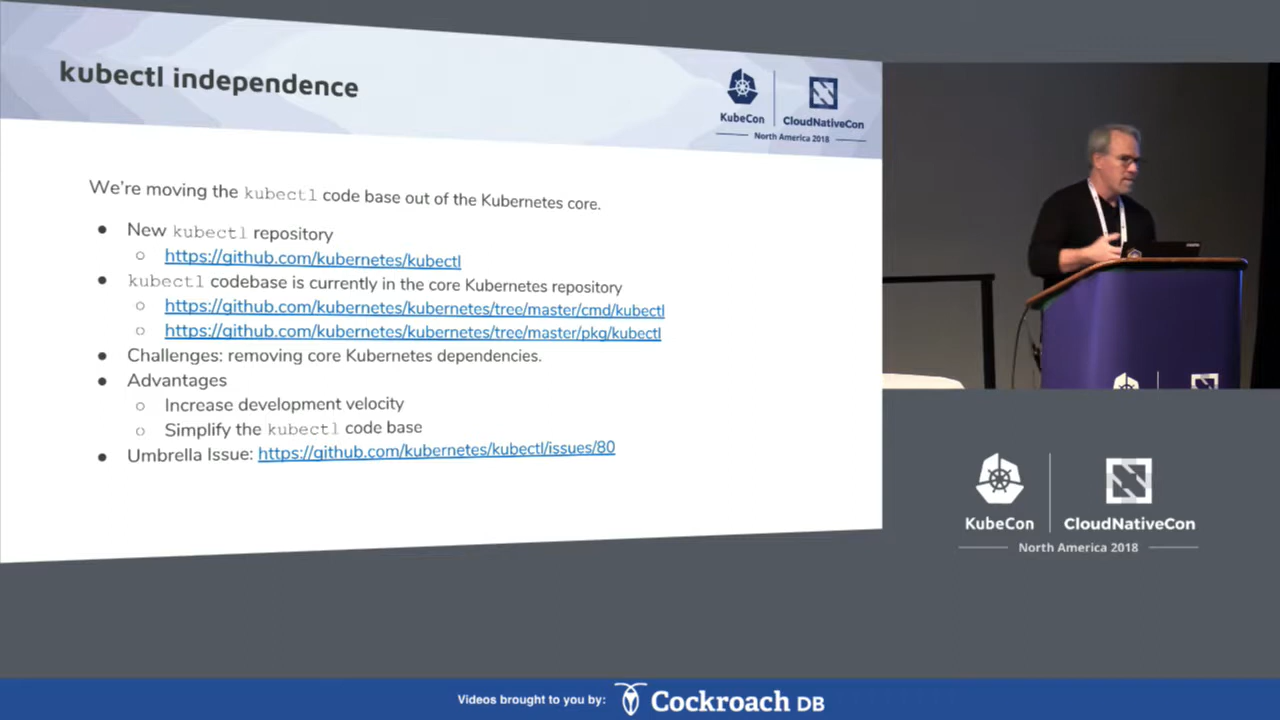 kubectl independence
KubeCon
CloudNativeCon
North America 2018
We're moving the kubectl code base out of the Kubernetes core.
● New kubectl repository
○ https://github.com/kubernetes/kubectl
● kubectl codebase is currently in the core Kubernetes repository
○ https://github.com/kubernetes/kubernetes/tree/master/cmd/kubectl
○ https://github.com/kubernetes/kubernetes/tree/master/pkg/kubectl
● Challenges: removing core Kubernetes dependencies.
● Advantages
○ Increase development velocity
○ Simplify the kubectl code base
● Umbrella Issue: https://github.com/kubernetes/kubectl/issues/80
KubeCon
CloudNativeCon
North America 2018
Videos brought to you by: Cockroach DB